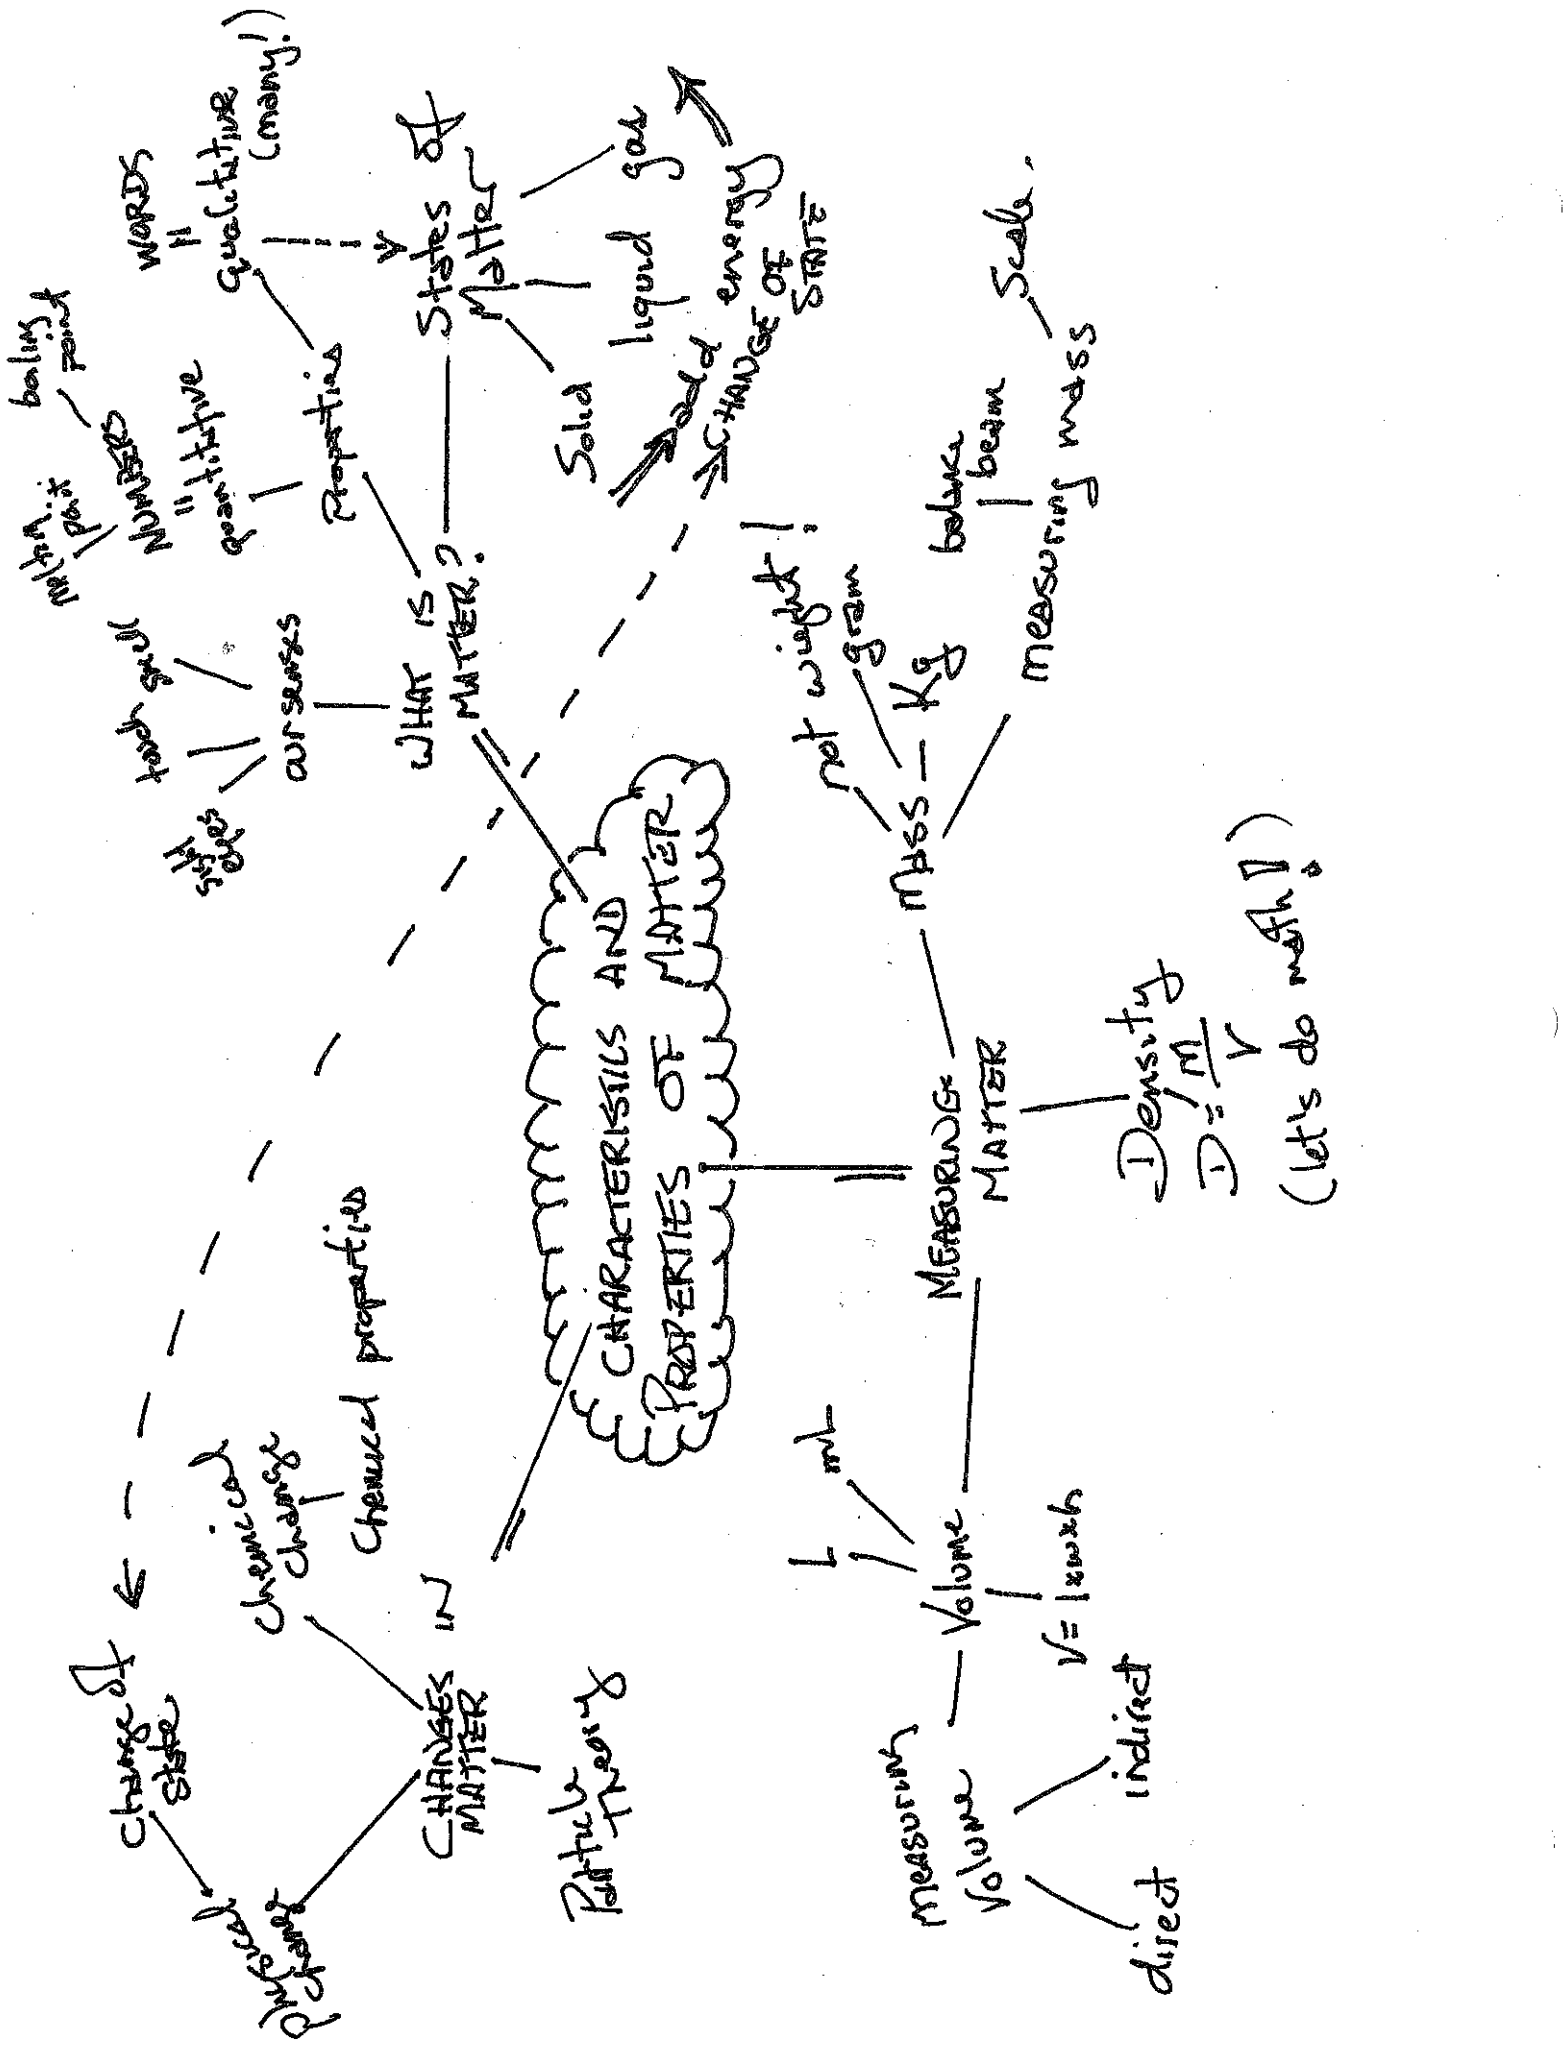 CHARACTERISTICS AND
PROPERTIES OF MATTER
WHAT IS
MATTER?
our senses
touch
smell
sight
eyes
Properties
quantitative
"
NUMBERS
boiling
point
qualitative
(many!)
"
WORDS
States of
Matter
Solid
liquid
gas
add energy
CHANGE OF
STATE
CHANGES IN
MATTER
physical
change
change of
state
chemical
change
Chemical properties
Particle
Theory
MEASURING
MATTER
Mass
not weight!
gram
Kg
measuring mass
balance
beam
Scale.
Density
D = m/V
(let's do math!)
Volume
L
mL
V = lxwxh
measuring
Volume
direct
indirect